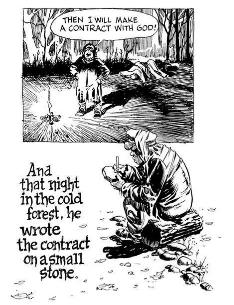 THEN I WILL MAKE
A CONTRACT WITH GOD!
And
that night
in the cold
forest, he
wrote
the contract
on a small
stone.